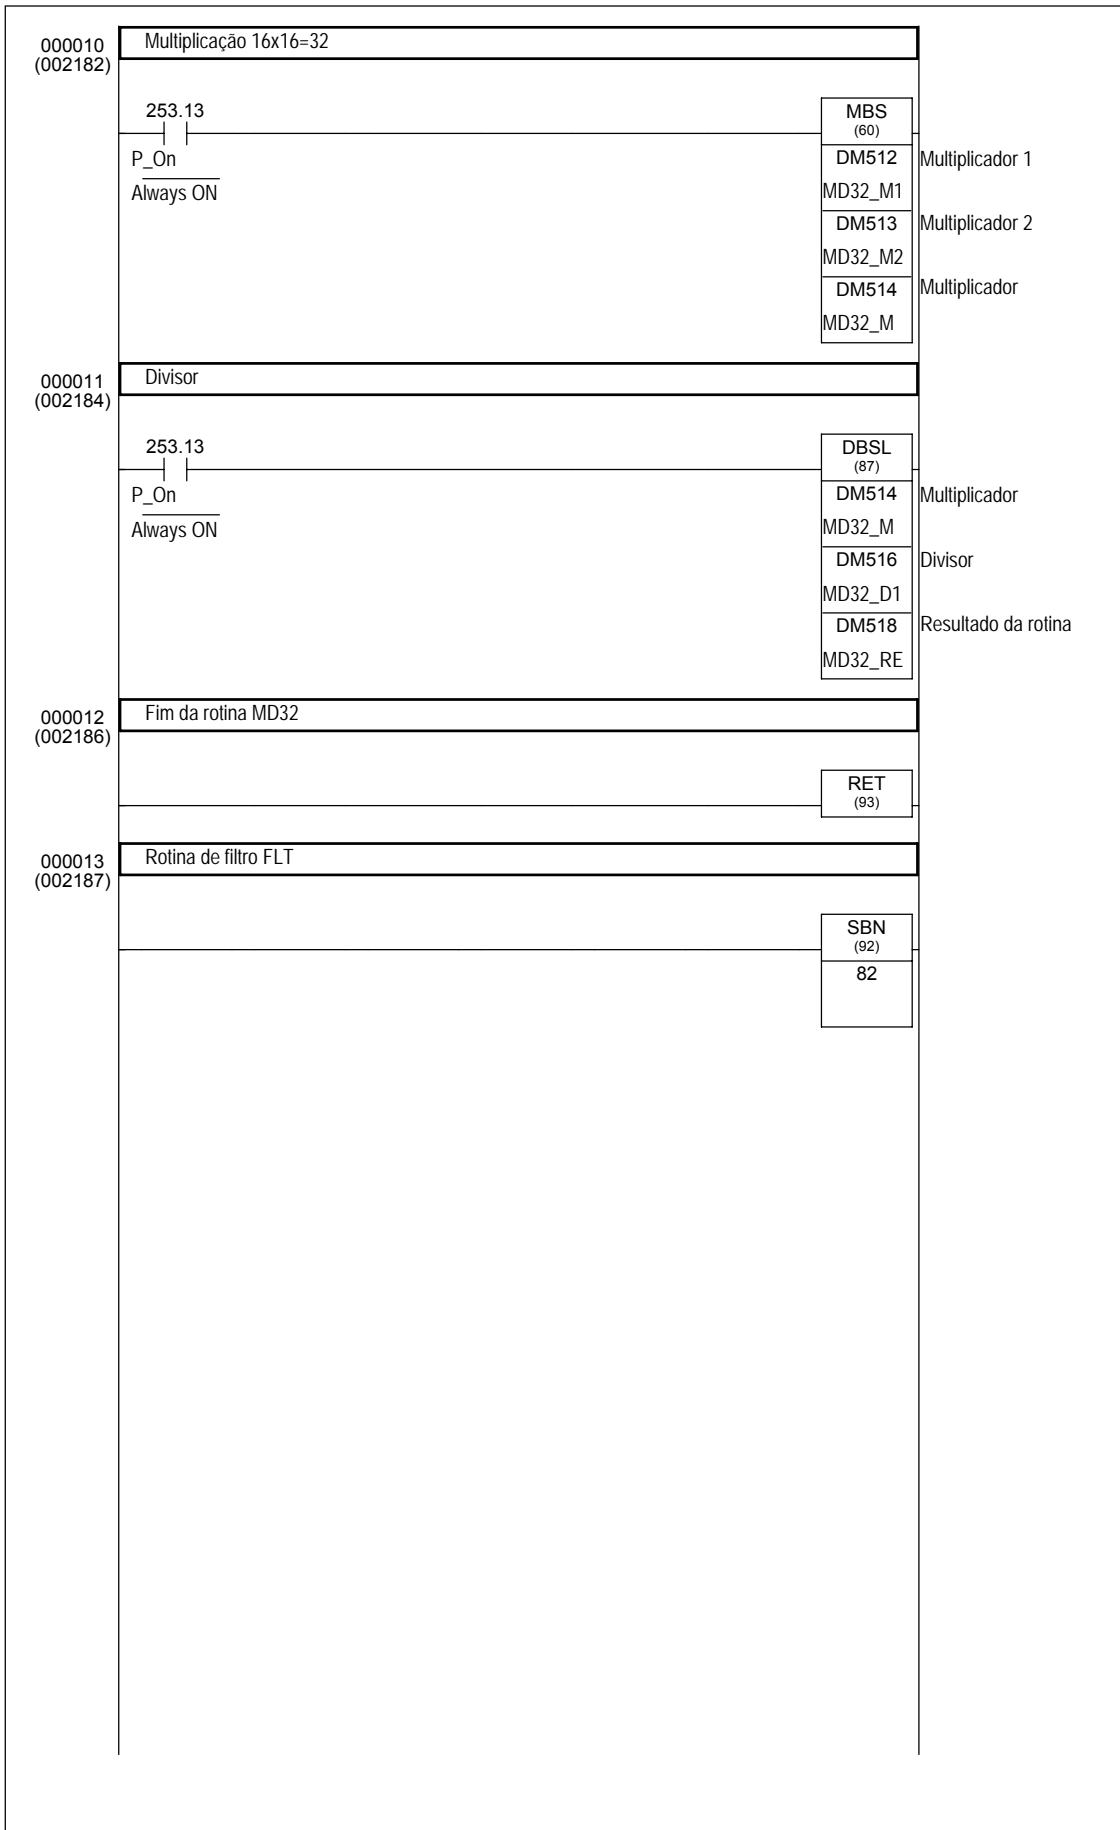 000010
(002182)
Multiplicação 16x16=32
253.13
P_On
Always ON
MBS
(60)
DM512
MD32_M1
Multiplicador 1
DM513
MD32_M2
Multiplicador 2
DM514
MD32_M
Multiplicador
000011
(002184)
Divisor
253.13
P_On
Always ON
DBSL
(87)
DM514
MD32_M
Multiplicador
DM516
MD32_D1
Divisor
DM518
MD32_RE
Resultado da rotina
000012
(002186)
Fim da rotina MD32
RET
(93)
000013
(002187)
Rotina de filtro FLT
SBN
(92)
82